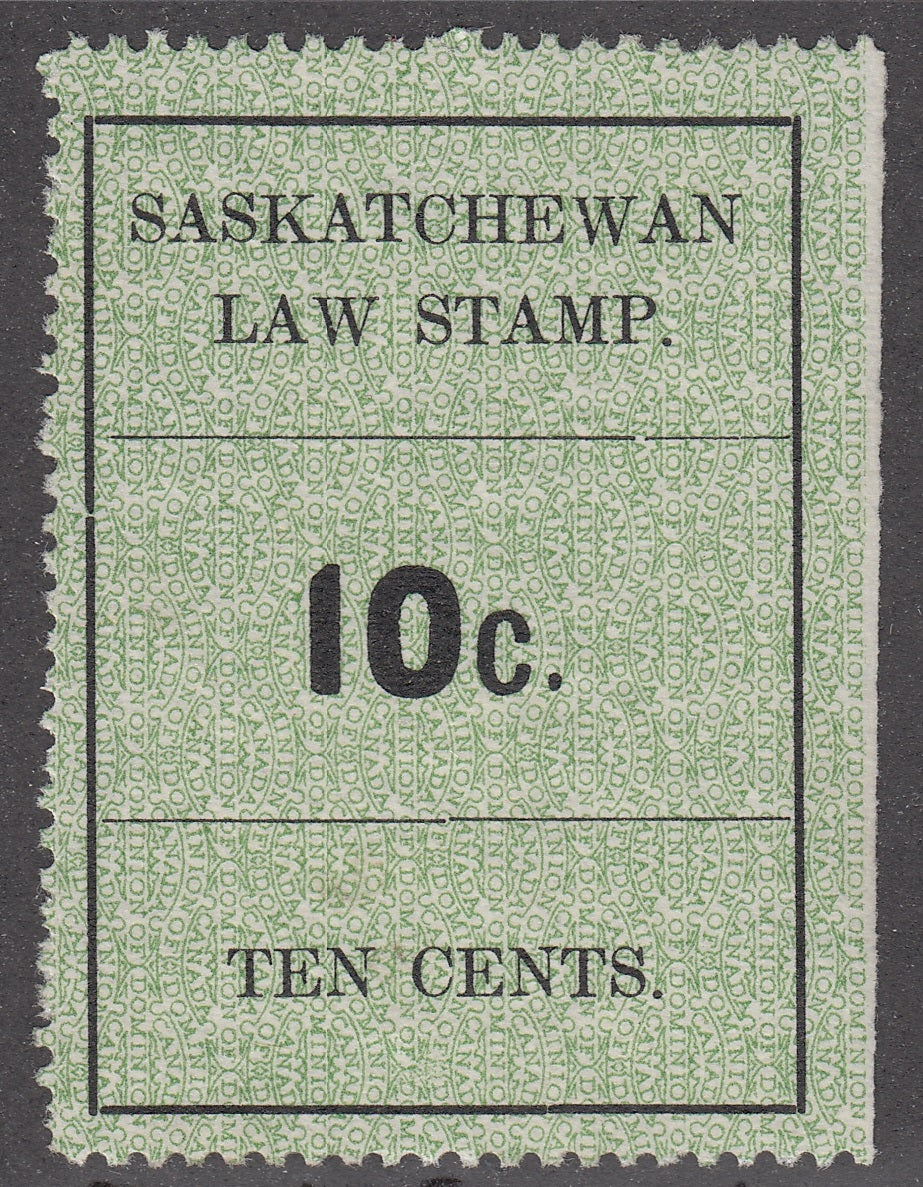 SASKATCHEWAN
LAW STAMP.
10c.
TEN CENTS.